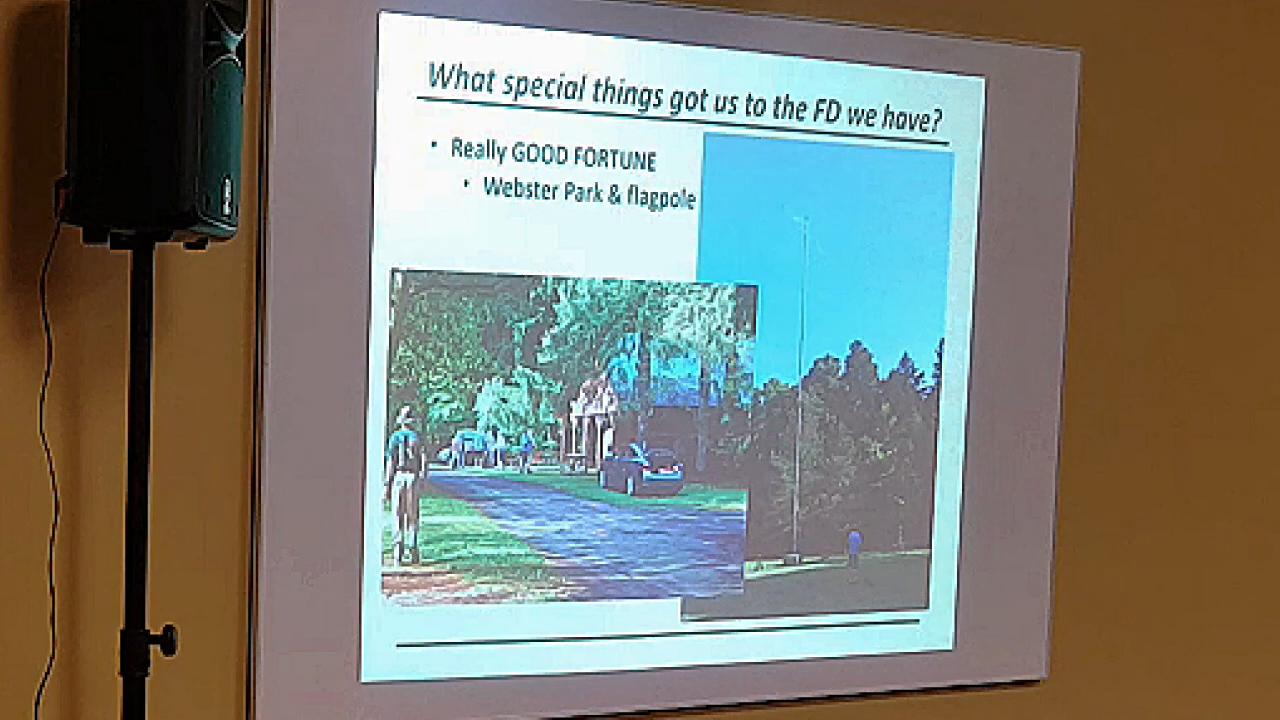 What special things got us to the FD we have?
• Really GOOD FORTUNE
• Webster Park & flagpole